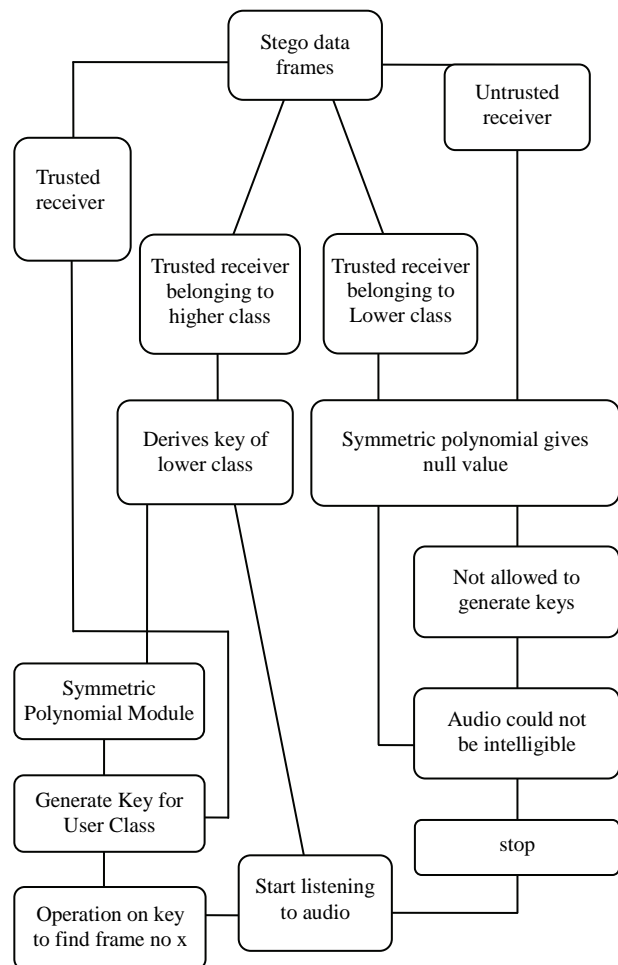 Stego data
frames
Untrusted
receiver
Trusted
receiver
Trusted receiver
belonging to
higher class
Trusted receiver
belonging to
Lower class
Derives key of
lower class
Symmetric polynomial gives
null value
Not allowed to
generate keys
Symmetric
Polynomial Module
Audio could not
be intelligible
Generate Key for
User Class
stop
Start listening
to audio
Operation on key
to find frame no x